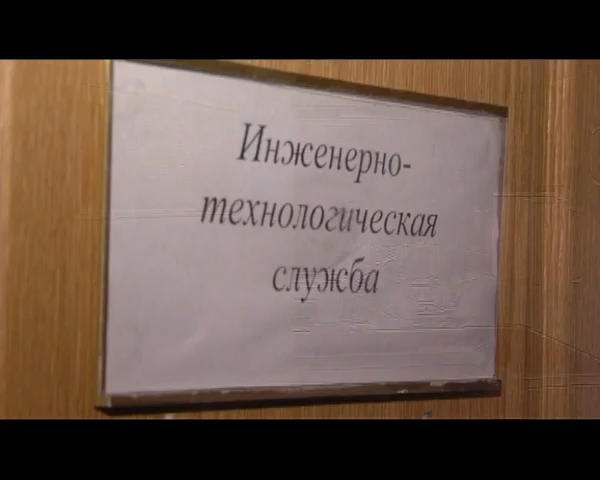 Инженерно-
технологическая
служба